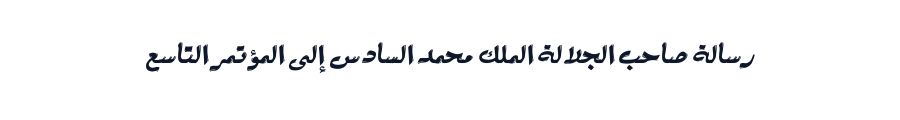 رسالة صاحب الجلالة الملك محمد السادس إلى المؤتمر التاسع